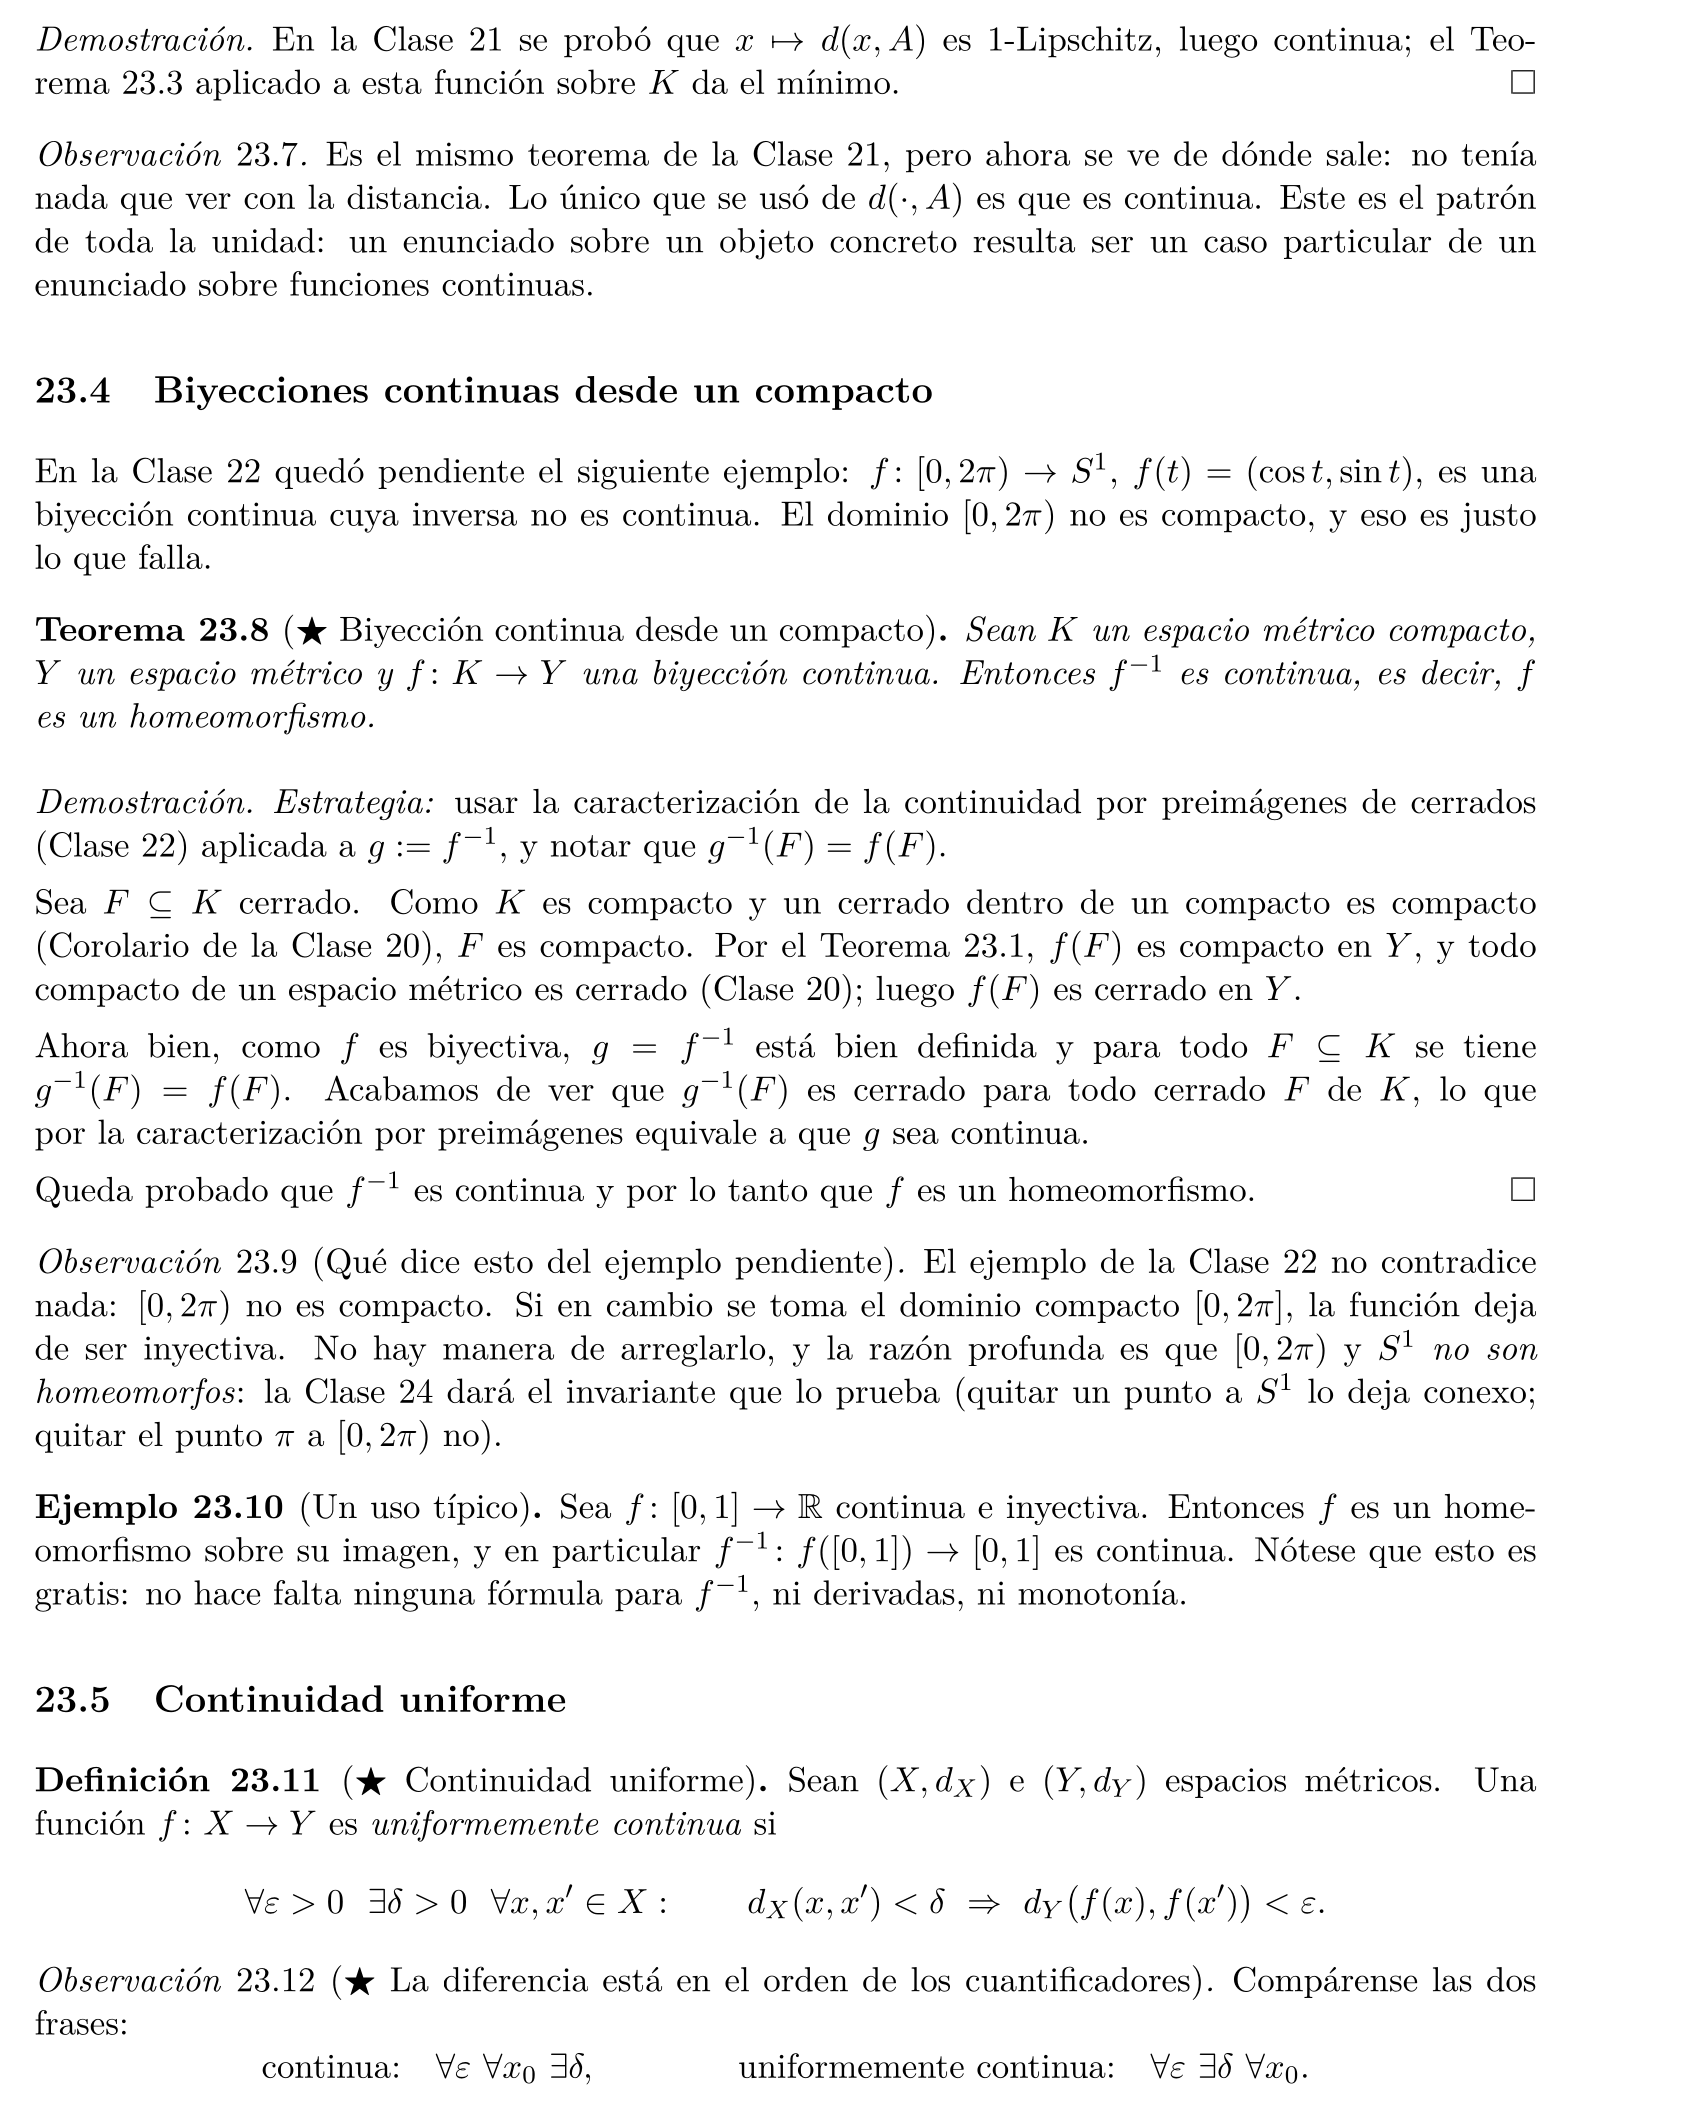 Demostración. En la Clase 21 se probó que x ↦ d(x, A) es 1-Lipschitz, luego continua; el Teo-
rema 23.3 aplicado a esta función sobre K da el mínimo. □
Observación 23.7. Es el mismo teorema de la Clase 21, pero ahora se ve de dónde sale: no tenía
nada que ver con la distancia. Lo único que se usó de d(·, A) es que es continua. Este es el patrón
de toda la unidad: un enunciado sobre un objeto concreto resulta ser un caso particular de un
enunciado sobre funciones continuas.
23.4 Biyecciones continuas desde un compacto
En la Clase 22 quedó pendiente el siguiente ejemplo: f : [0, 2π) → S¹, f(t) = (cos t, sin t), es una
biyección continua cuya inversa no es continua. El dominio [0, 2π) no es compacto, y eso es justo
lo que falla.
Teorema 23.8 (★ Biyección continua desde un compacto). Sean K un espacio métrico compacto,
Y un espacio métrico y f : K → Y una biyección continua. Entonces f⁻¹ es continua, es decir, f
es un homeomorfismo.
Demostración. Estrategia: usar la caracterización de la continuidad por preimágenes de cerrados
(Clase 22) aplicada a g := f⁻¹, y notar que g⁻¹(F) = f(F).
Sea F ⊆ K cerrado. Como K es compacto y un cerrado dentro de un compacto es compacto
(Corolario de la Clase 20), F es compacto. Por el Teorema 23.1, f(F) es compacto en Y, y todo
compacto de un espacio métrico es cerrado (Clase 20); luego f(F) es cerrado en Y.
Ahora bien, como f es biyectiva, g = f⁻¹ está bien definida y para todo F ⊆ K se tiene
g⁻¹(F) = f(F). Acabamos de ver que g⁻¹(F) es cerrado para todo cerrado F de K, lo que
por la caracterización por preimágenes equivale a que g sea continua.
Queda probado que f⁻¹ es continua y por lo tanto que f es un homeomorfismo. □
Observación 23.9 (Qué dice esto del ejemplo pendiente). El ejemplo de la Clase 22 no contradice
nada: [0, 2π) no es compacto. Si en cambio se toma el dominio compacto [0, 2π], la función deja
de ser inyectiva. No hay manera de arreglarlo, y la razón profunda es que [0, 2π) y S¹ no son
homeomorfos: la Clase 24 dará el invariante que lo prueba (quitar un punto a S¹ lo deja conexo;
quitar el punto π a [0, 2π) no).
Ejemplo 23.10 (Un uso típico). Sea f : [0, 1] → ℝ continua e inyectiva. Entonces f es un home-
omorfismo sobre su imagen, y en particular f⁻¹ : f([0, 1]) → [0, 1] es continua. Nótese que esto es
gratis: no hace falta ninguna fórmula para f⁻¹, ni derivadas, ni monotonía.
23.5 Continuidad uniforme
Definición 23.11 (★ Continuidad uniforme). Sean (X, d_X) e (Y, d_Y) espacios métricos. Una
función f : X → Y es uniformemente continua si
∀ε > 0 ∃δ > 0 ∀x, x′ ∈ X : d_X(x, x′) < δ ⇒ d_Y(f(x), f(x′)) < ε.
Observación 23.12 (★ La diferencia está en el orden de los cuantificadores). Compárense las dos
frases:
continua: ∀ε ∀x₀ ∃δ, uniformemente continua: ∀ε ∃δ ∀x₀.